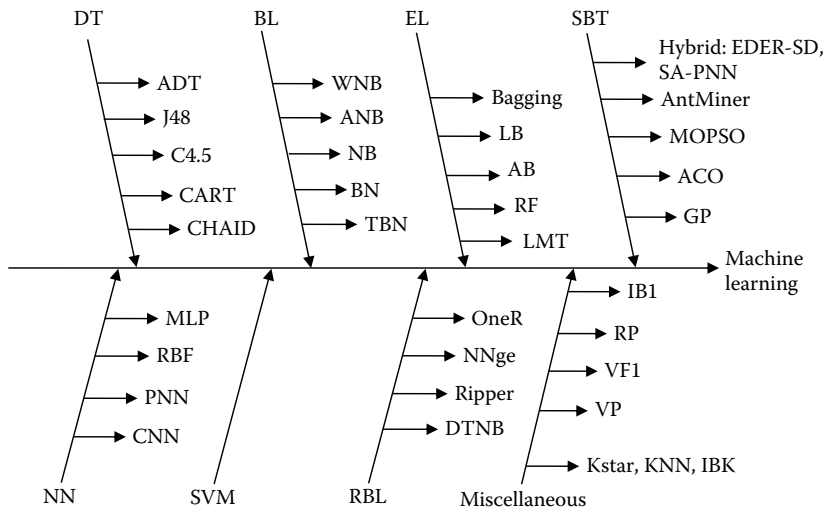 DT
BL
EL
SBT
ADT
J48
C4.5
CART
CHAID
WNB
ANB
NB
BN
TBN
Bagging
LB
AB
RF
LMT
Hybrid: EDER-SD,
SA-PNN
AntMiner
MOPSO
ACO
GP
Machine
learning
MLP
RBF
PNN
CNN
OneR
NNge
Ripper
DTNB
IB1
RP
VF1
VP
Kstar, KNN, IBK
NN
SVM
RBL
Miscellaneous